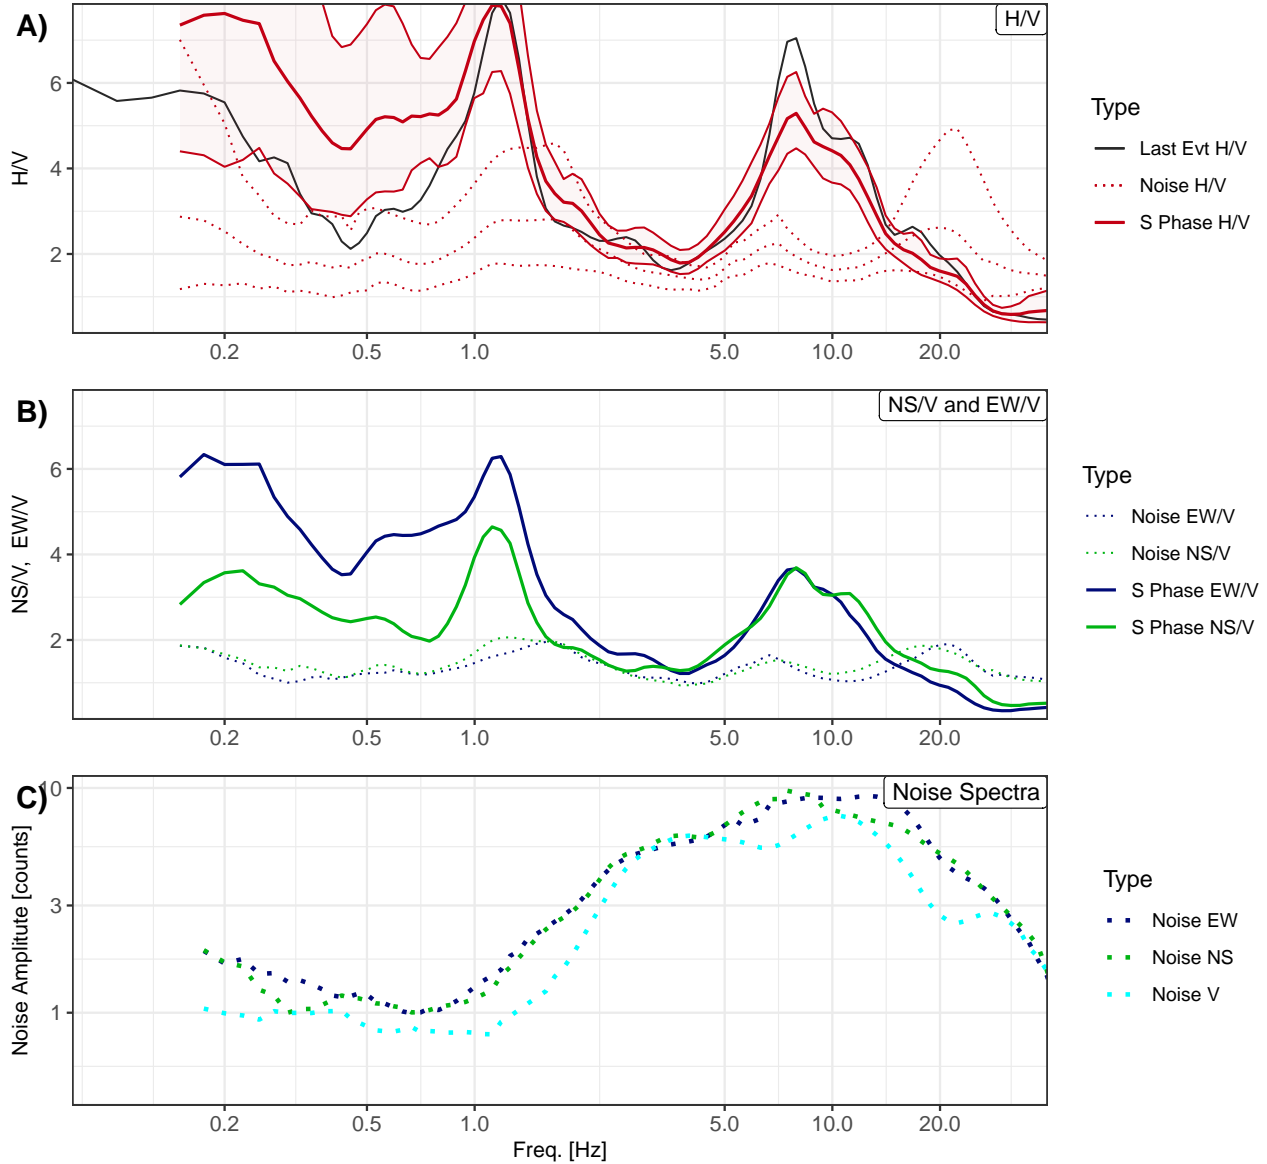 A)
H/V
H/V
6
4
2
0.2 0.5 1.0 5.0 10.0 20.0
Type
Last Evt H/V
Noise H/V
S Phase H/V
B)
NS/V and EW/V
NS/V, EW/V
6
4
2
0.2 0.5 1.0 5.0 10.0 20.0
Type
Noise EW/V
Noise NS/V
S Phase EW/V
S Phase NS/V
C)
Noise Spectra
Noise Amplitute [counts]
10
3
1
0.2 0.5 1.0 5.0 10.0 20.0
Freq. [Hz]
Type
Noise EW
Noise NS
Noise V